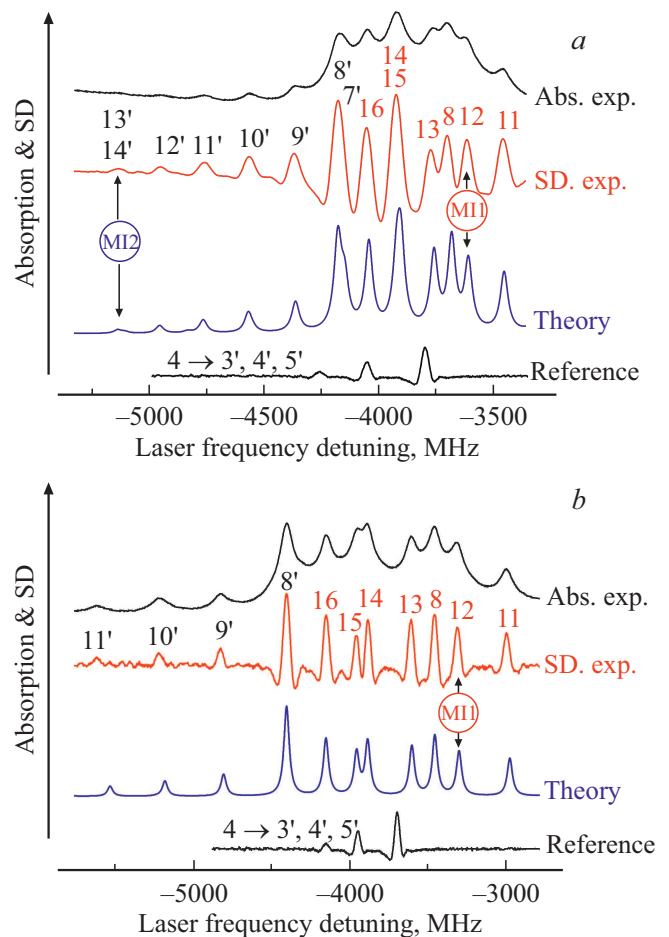 a
Absorption & SD
8' 14
7' 15
Abs. exp.
13'
14' 12' 11' 10' 9' 16 13 8 12 11
SD. exp.
MI2
MI1
Theory
4 → 3', 4', 5'
Reference
−5000 −4500 −4000 −3500
Laser frequency detuning, MHz
b
Absorption & SD
Abs. exp.
8'
11' 10' 9' 16 15 14 13 8 12 11
SD. exp.
MI1
Theory
4 → 3', 4', 5'
Reference
−5000 −4000 −3000
Laser frequency detuning, MHz